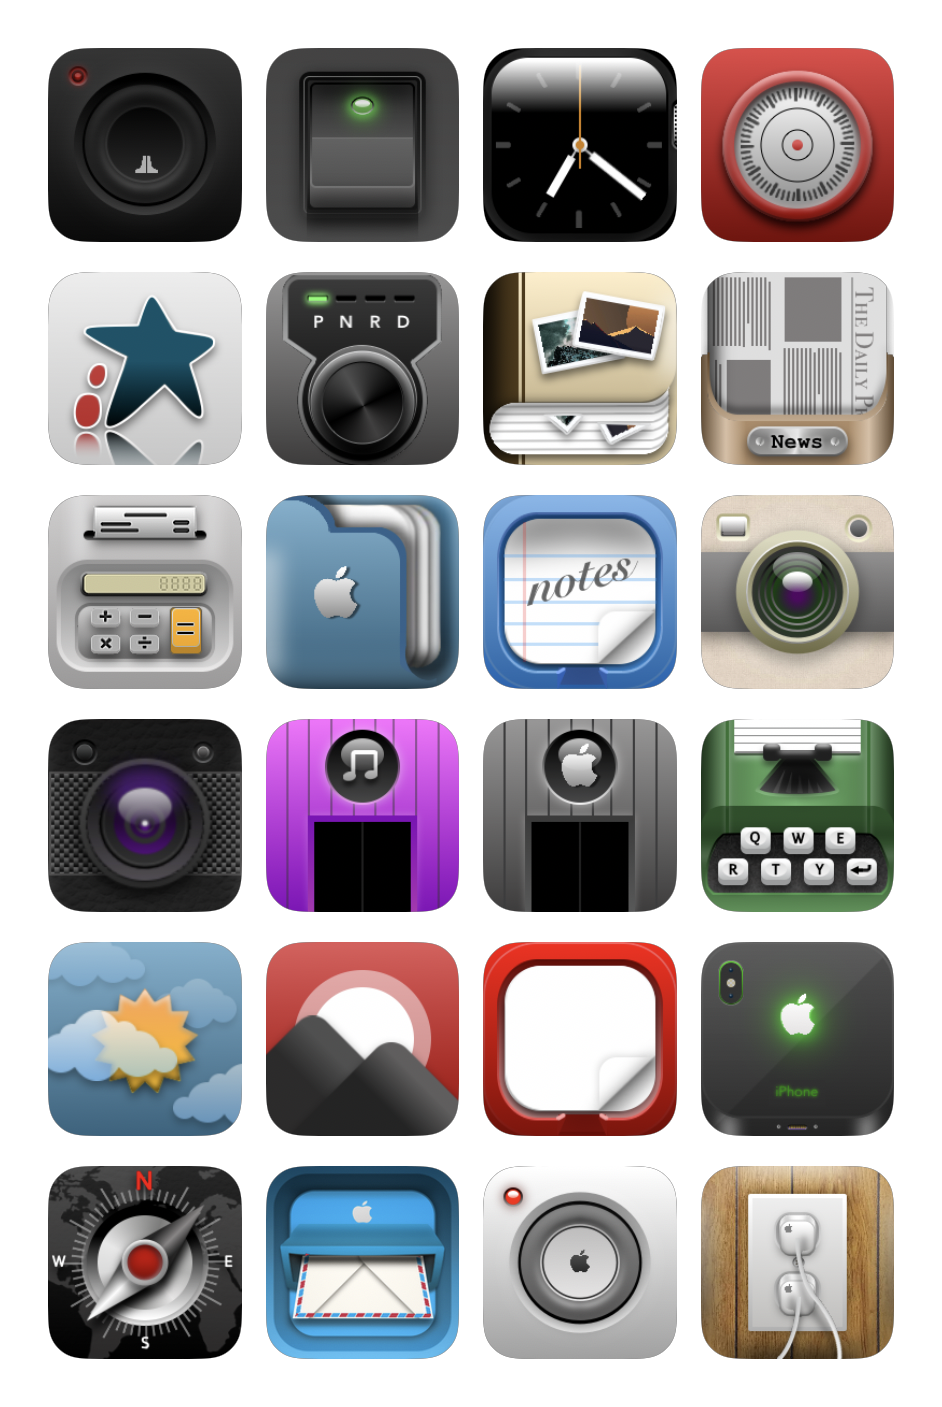 P N R D
THE DAILY
News
8888
+ −
× ÷ =
notes
Q W E
R T Y
iPhone
N
W E
S